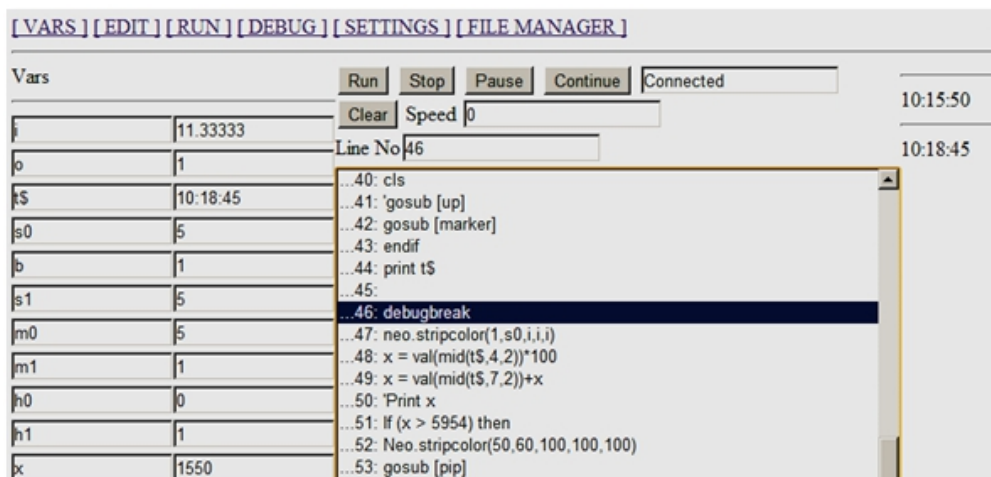 [ VARS ] [ EDIT ] [ RUN ] [ DEBUG ] [ SETTINGS ] [ FILE MANAGER ]
Vars
i 11.33333
o 1
t$ 10:18:45
s0 5
b 1
s1 5
m0 5
m1 1
h0 0
h1 1
x 1550
Run Stop Pause Continue Connected
Clear Speed 0
Line No 46
...40: cls
...41: 'gosub [up]
...42: gosub [marker]
...43: endif
...44: print t$
...45:
...46: debugbreak
...47: neo.stripcolor(1,s0,i,i,i)
...48: x = val(mid(t$,4,2))*100
...49: x = val(mid(t$,7,2))+x
...50: 'Print x
...51: If (x > 5954) then
...52: Neo.stripcolor(50,60,100,100,100)
...53: gosub [pip]
10:15:50
10:18:45